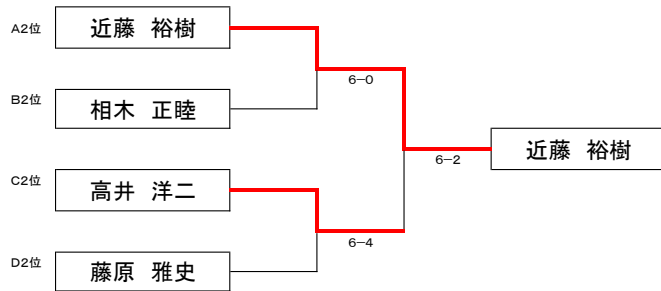 A2位 近藤 裕樹
6-0
B2位 相木 正睦
6-2 近藤 裕樹
C2位 高井 洋二
6-4
D2位 藤原 雅史